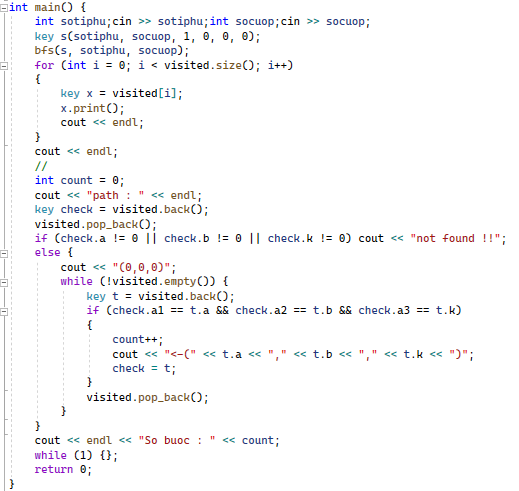 int main() {
    int sotiphu;cin >> sotiphu;int socuop;cin >> socuop;
    key s(sotiphu, socuop, 1, 0, 0, 0);
    bfs(s, sotiphu, socuop);
    for (int i = 0; i < visited.size(); i++)
    {
        key x = visited[i];
        x.print();
        cout << endl;
    }
    cout << endl;
    //
    int count = 0;
    cout << "path : " << endl;
    key check = visited.back();
    visited.pop_back();
    if (check.a != 0 || check.b != 0 || check.k != 0) cout << "not found !!";
    else {
        cout << "(0,0,0)";
        while (!visited.empty()) {
            key t = visited.back();
            if (check.a1 == t.a && check.a2 == t.b && check.a3 == t.k)
            {
                count++;
                cout << "<-(" << t.a << "," << t.b << "," << t.k << ")";
                check = t;
            }
            visited.pop_back();
        }
    }
    cout << endl << "So buoc : " << count;
    while (1) {};
    return 0;
}